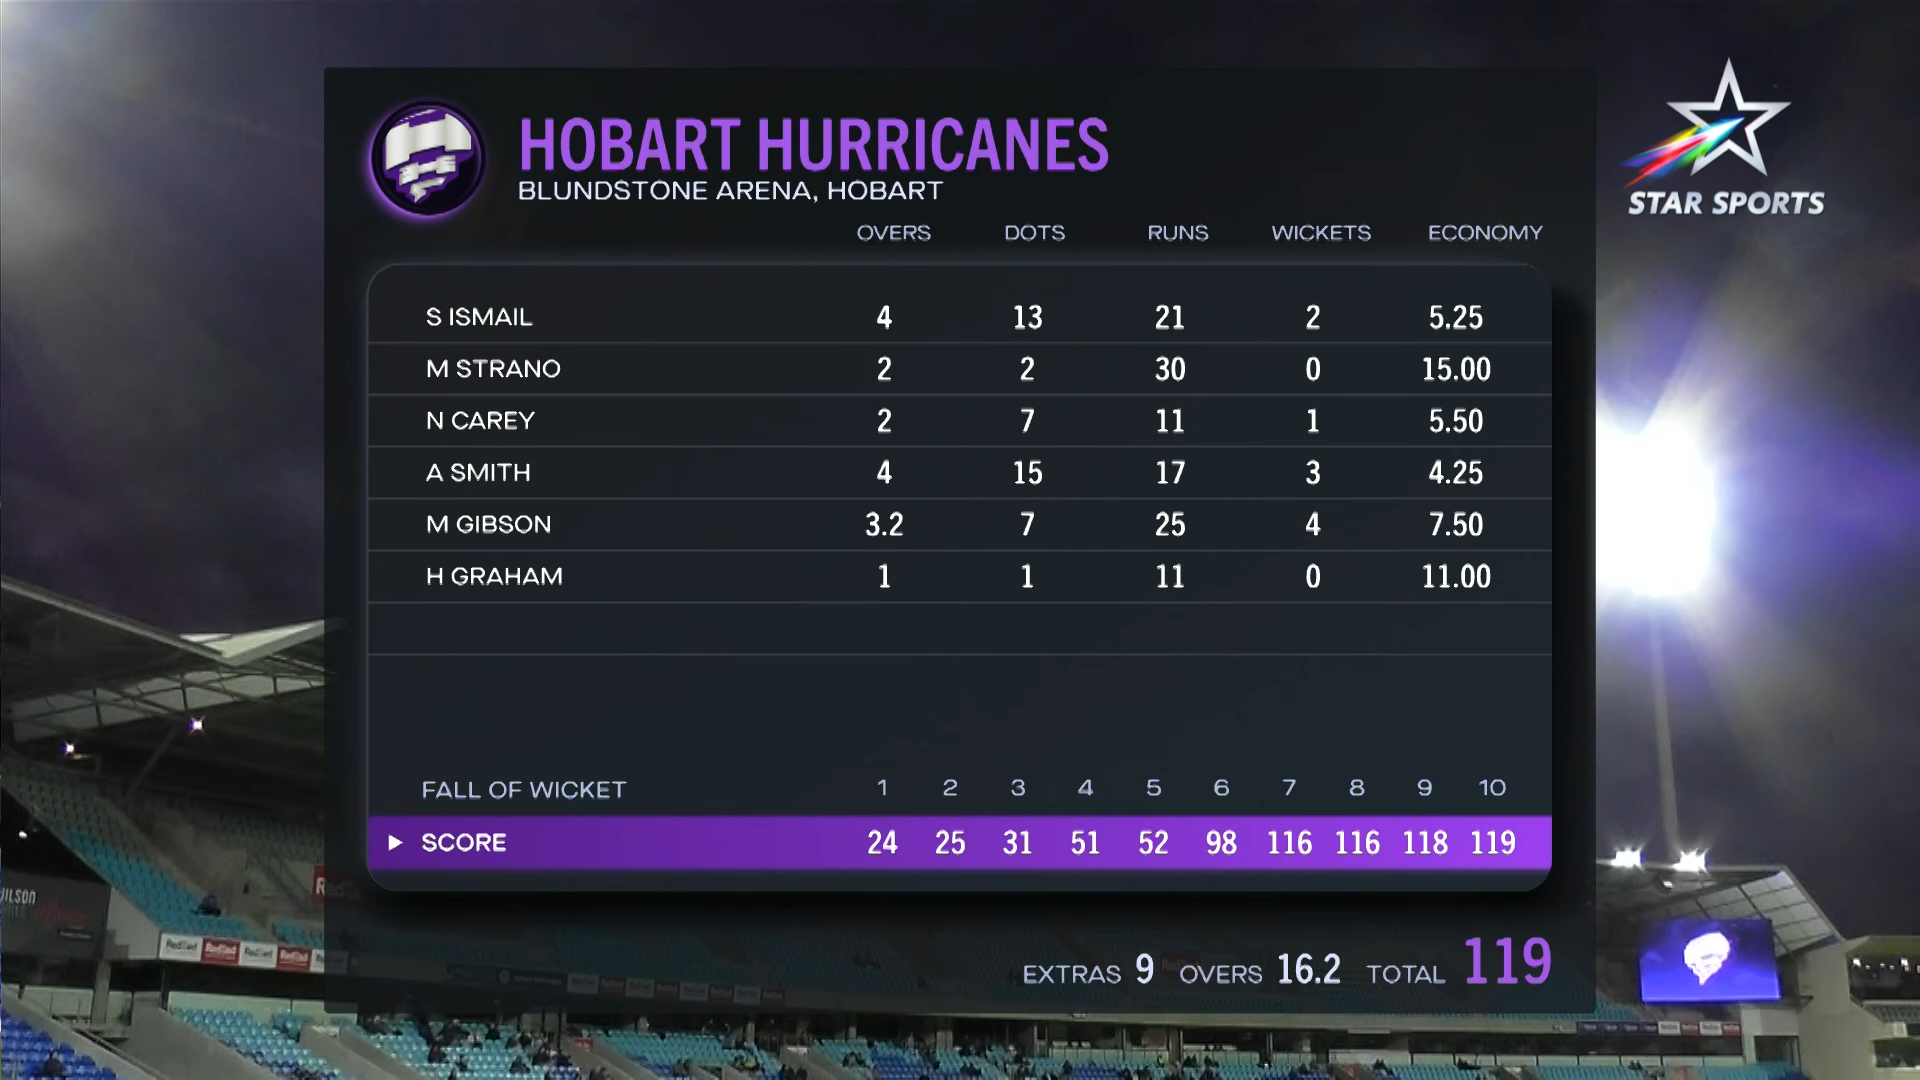 HOBART HURRICANES
BLUNDSTONE ARENA, HOBART
STAR SPORTS
OVERS DOTS RUNS WICKETS ECONOMY
S ISMAIL 4 13 21 2 5.25
M STRANO 2 2 30 0 15.00
N CAREY 2 7 11 1 5.50
A SMITH 4 15 17 3 4.25
M GIBSON 3.2 7 25 4 7.50
H GRAHAM 1 1 11 0 11.00
FALL OF WICKET 1 2 3 4 5 6 7 8 9 10
SCORE 24 25 31 51 52 98 116 116 118 119
EXTRAS 9 OVERS 16.2 TOTAL 119